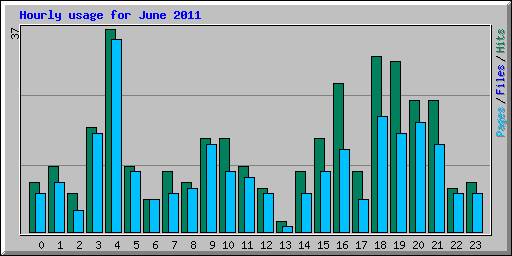 Hourly usage for June 2011
37
Pages / Files / Hits
0 1 2 3 4 5 6 7 8 9 10 11 12 13 14 15 16 17 18 19 20 21 22 23